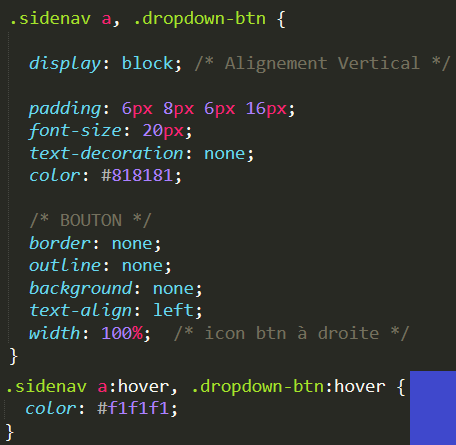 .sidenav a, .dropdown-btn {
display: block; /* Alignement Vertical */
padding: 6px 8px 6px 16px;
font-size: 20px;
text-decoration: none;
color: #818181;
/* BOUTON */
border: none;
outline: none;
background: none;
text-align: left;
width: 100%; /* icon btn à droite */
}
.sidenav a:hover, .dropdown-btn:hover {
color: #f1f1f1;
}